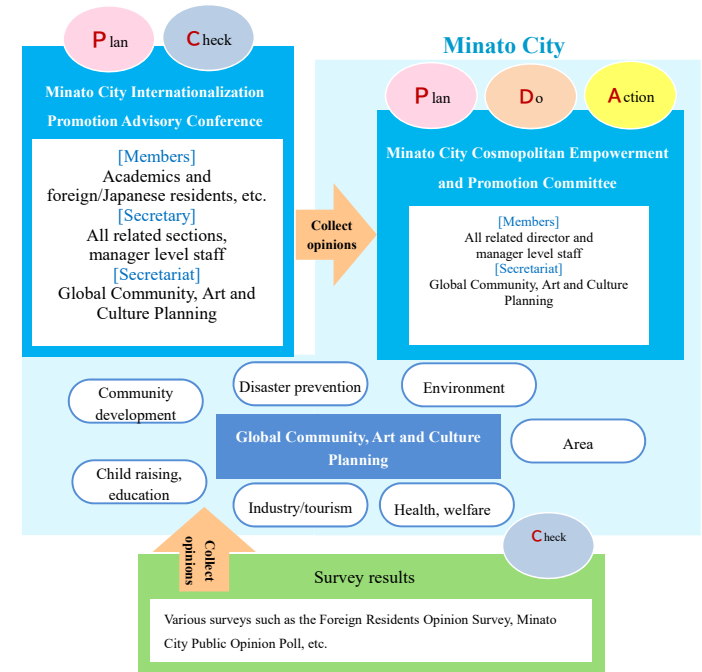 Plan
Check
Minato City Internationalization
Promotion Advisory Conference
[Members]
Academics and
foreign/Japanese residents, etc.
[Secretary]
All related sections,
manager level staff
[Secretariat]
Global Community, Art and
Culture Planning
Collect
opinions
Minato City
Plan
Do
Action
Minato City Cosmopolitan Empowerment
and Promotion Committee
[Members]
All related director and
manager level staff
[Secretariat]
Global Community, Art and Culture
Planning
Community
development
Disaster prevention
Environment
Global Community, Art and Culture
Planning
Area
Child raising,
education
Industry/tourism
Health, welfare
Collect
opinions
Check
Survey results
Various surveys such as the Foreign Residents Opinion Survey, Minato
City Public Opinion Poll, etc.